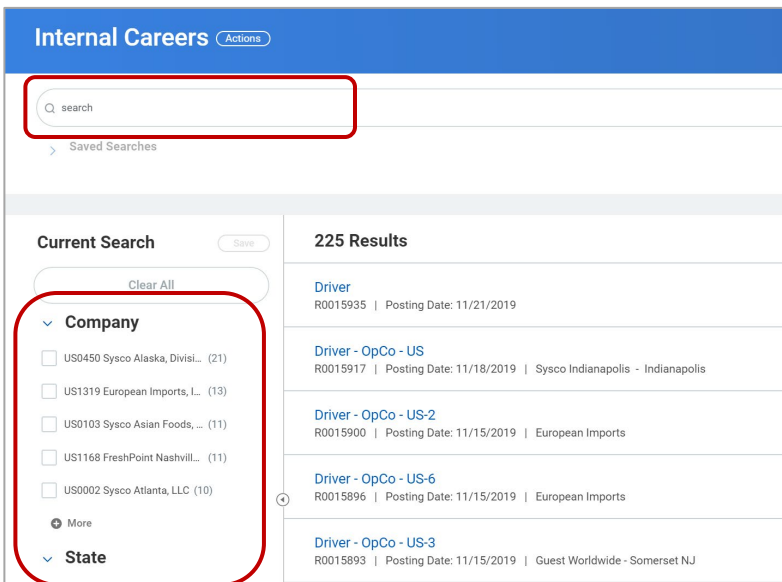 Internal Careers Actions
search
Saved Searches
Current Search Save
Clear All
Company
US0450 Sysco Alaska, Divisi... (21)
US1319 European Imports, I... (13)
US0103 Sysco Asian Foods, ... (11)
US1168 FreshPoint Nashvill... (11)
US0002 Sysco Atlanta, LLC (10)
More
State
225 Results
Driver
R0015935 | Posting Date: 11/21/2019
Driver - OpCo - US
R0015917 | Posting Date: 11/18/2019 | Sysco Indianapolis - Indianapolis
Driver - OpCo - US-2
R0015900 | Posting Date: 11/15/2019 | European Imports
Driver - OpCo - US-6
R0015896 | Posting Date: 11/15/2019 | European Imports
Driver - OpCo - US-3
R0015893 | Posting Date: 11/15/2019 | Guest Worldwide - Somerset NJ